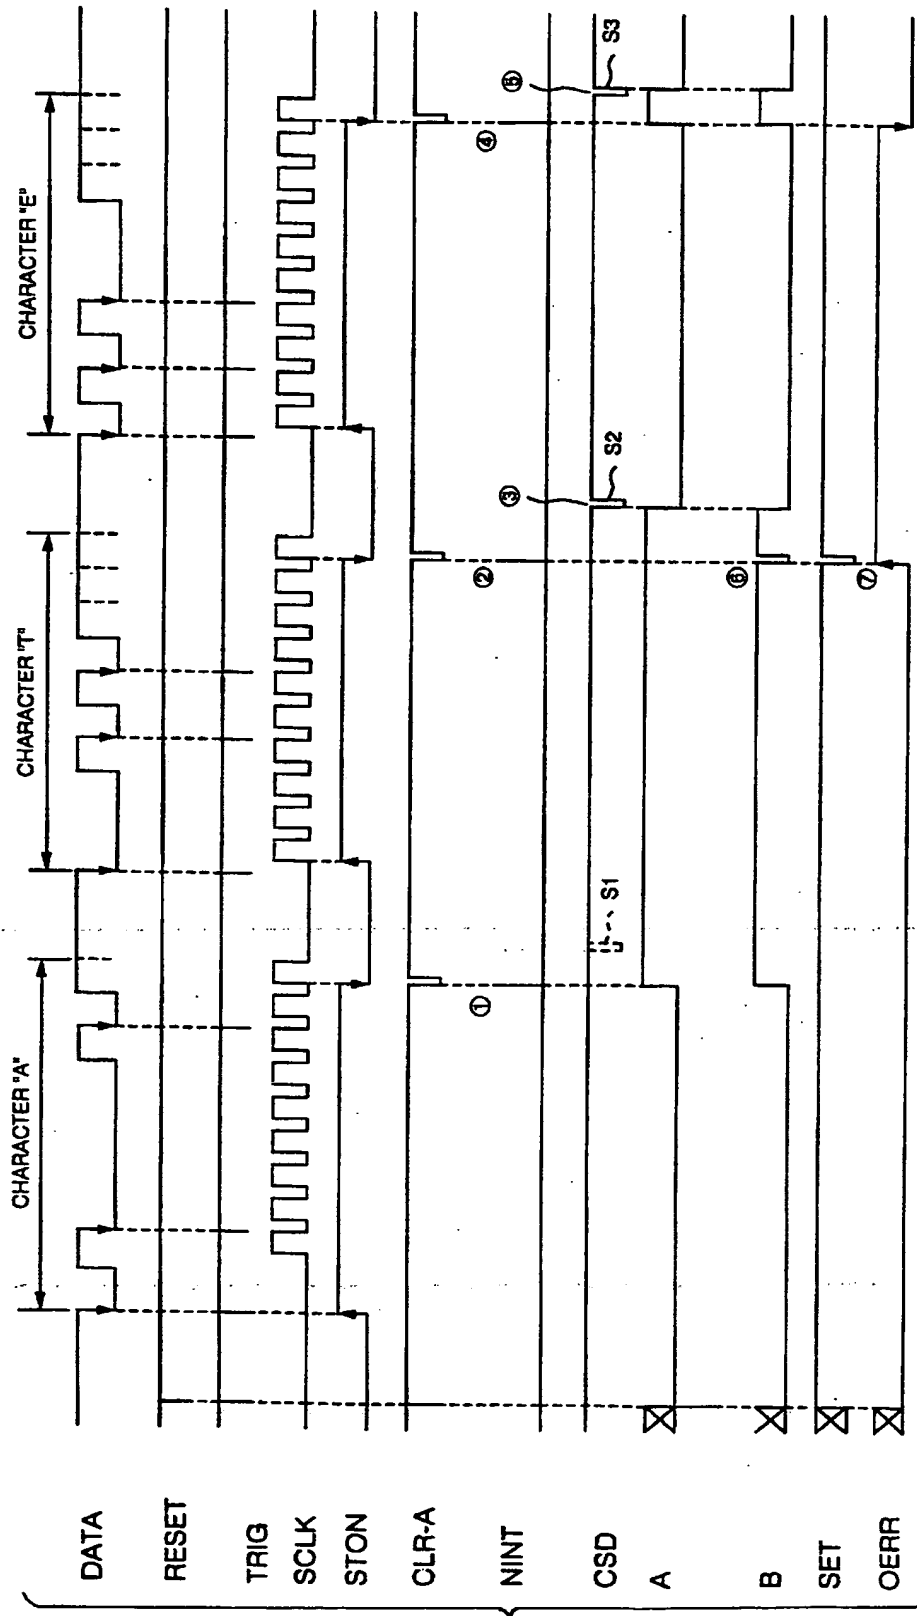 CHARACTER "A"
CHARACTER "T"
CHARACTER "E"
DATA
RESET
TRIG
SCLK
STON
CLR-A
NINT
①
②
④
CSD
S1
③
S2
⑤
S3
A
B
⑥
SET
OERR
⑦